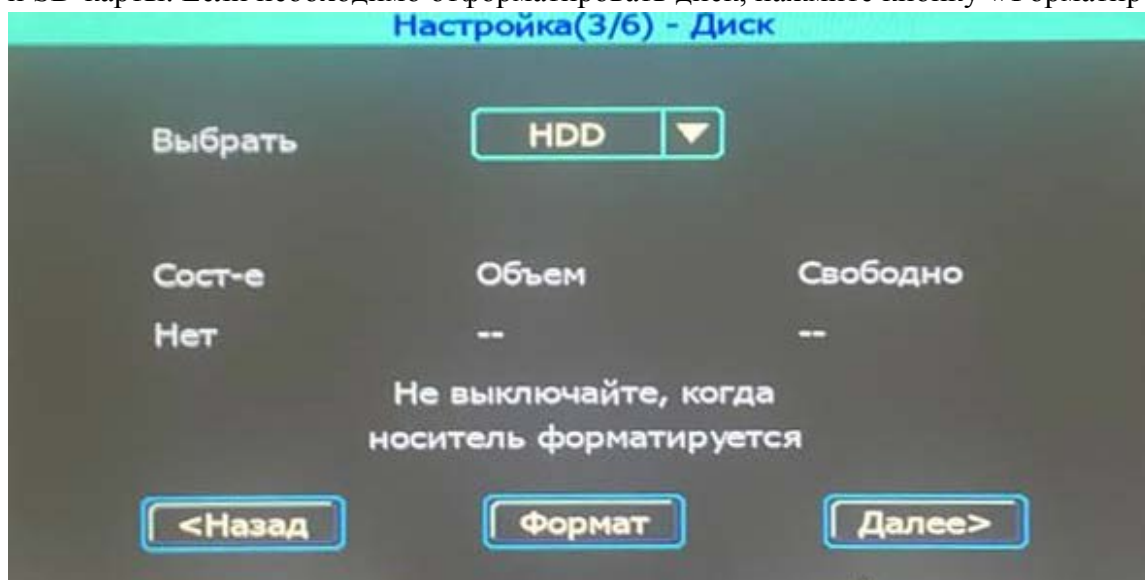 и SD-карты. Если необходимо отформатировать диск, нажмите кнопку «Форматир
Настройка(3/6) - Диск
Выбрать HDD
Сост-е Объем Свободно
Нет -- --
Не выключайте, когда
носитель форматируется
<Назад Формат Далее>